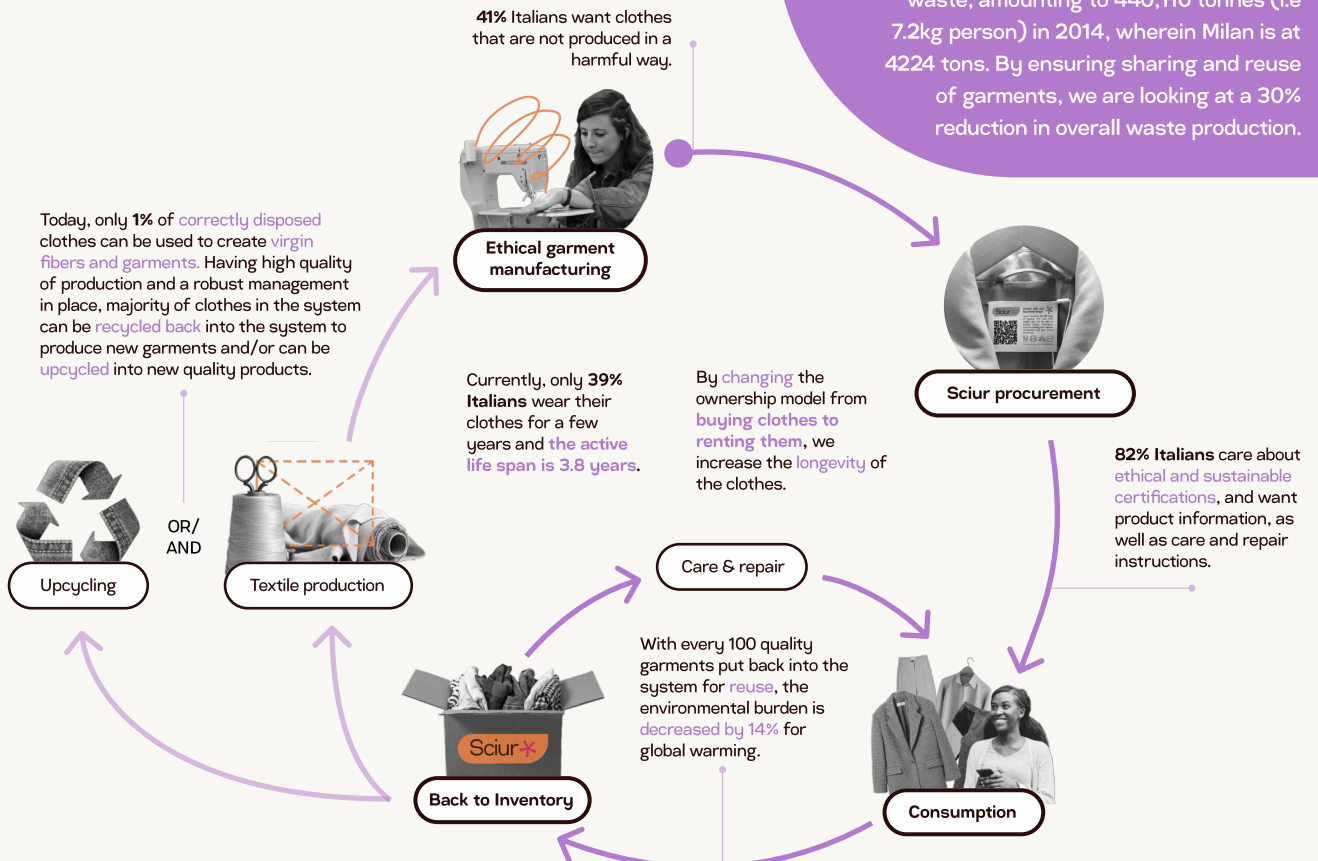 41% Italians want clothes
that are not produced in a
harmful way.
waste, amounting to 440,110 tonnes (i.e
7.2kg person) in 2014, wherein Milan is at
4224 tons. By ensuring sharing and reuse
of garments, we are looking at a 30%
reduction in overall waste production.
Today, only 1% of correctly disposed
clothes can be used to create virgin
fibers and garments. Having high quality
of production and a robust management
in place, majority of clothes in the system
can be recycled back into the system to
produce new garments and/or can be
upcycled into new quality products.
Ethical garment
manufacturing
Sciur
Sciur procurement
Currently, only 39%
Italians wear their
clothes for a few
years and the active
life span is 3.8 years.
By changing the
ownership model from
buying clothes to
renting them, we
increase the longevity of
the clothes.
82% Italians care about
ethical and sustainable
certifications, and want
product information, as
well as care and repair
instructions.
OR/
AND
Upcycling
Textile production
Care & repair
With every 100 quality
garments put back into the
system for reuse, the
environmental burden is
decreased by 14% for
global warming.
Sciur*
Back to Inventory
Consumption